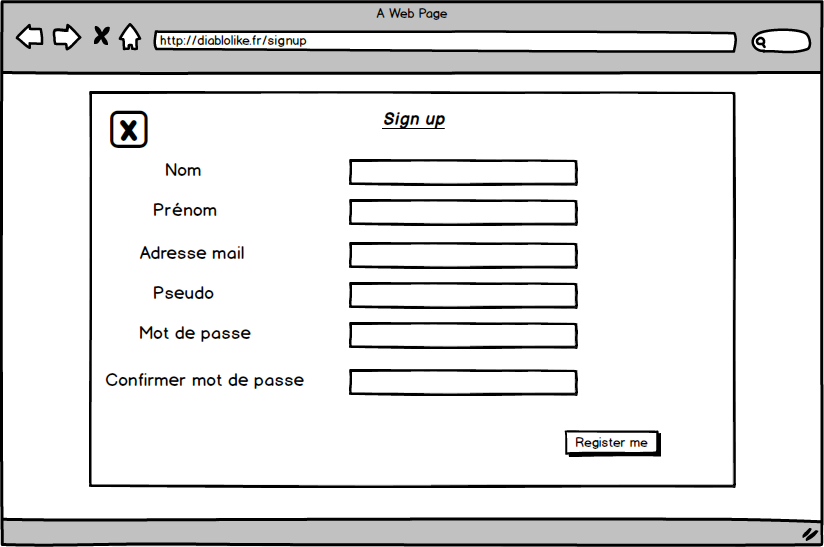 A Web Page
http://diablolike.fr/signup
Sign up
X
Nom
Prénom
Adresse mail
Pseudo
Mot de passe
Confirmer mot de passe
Register me